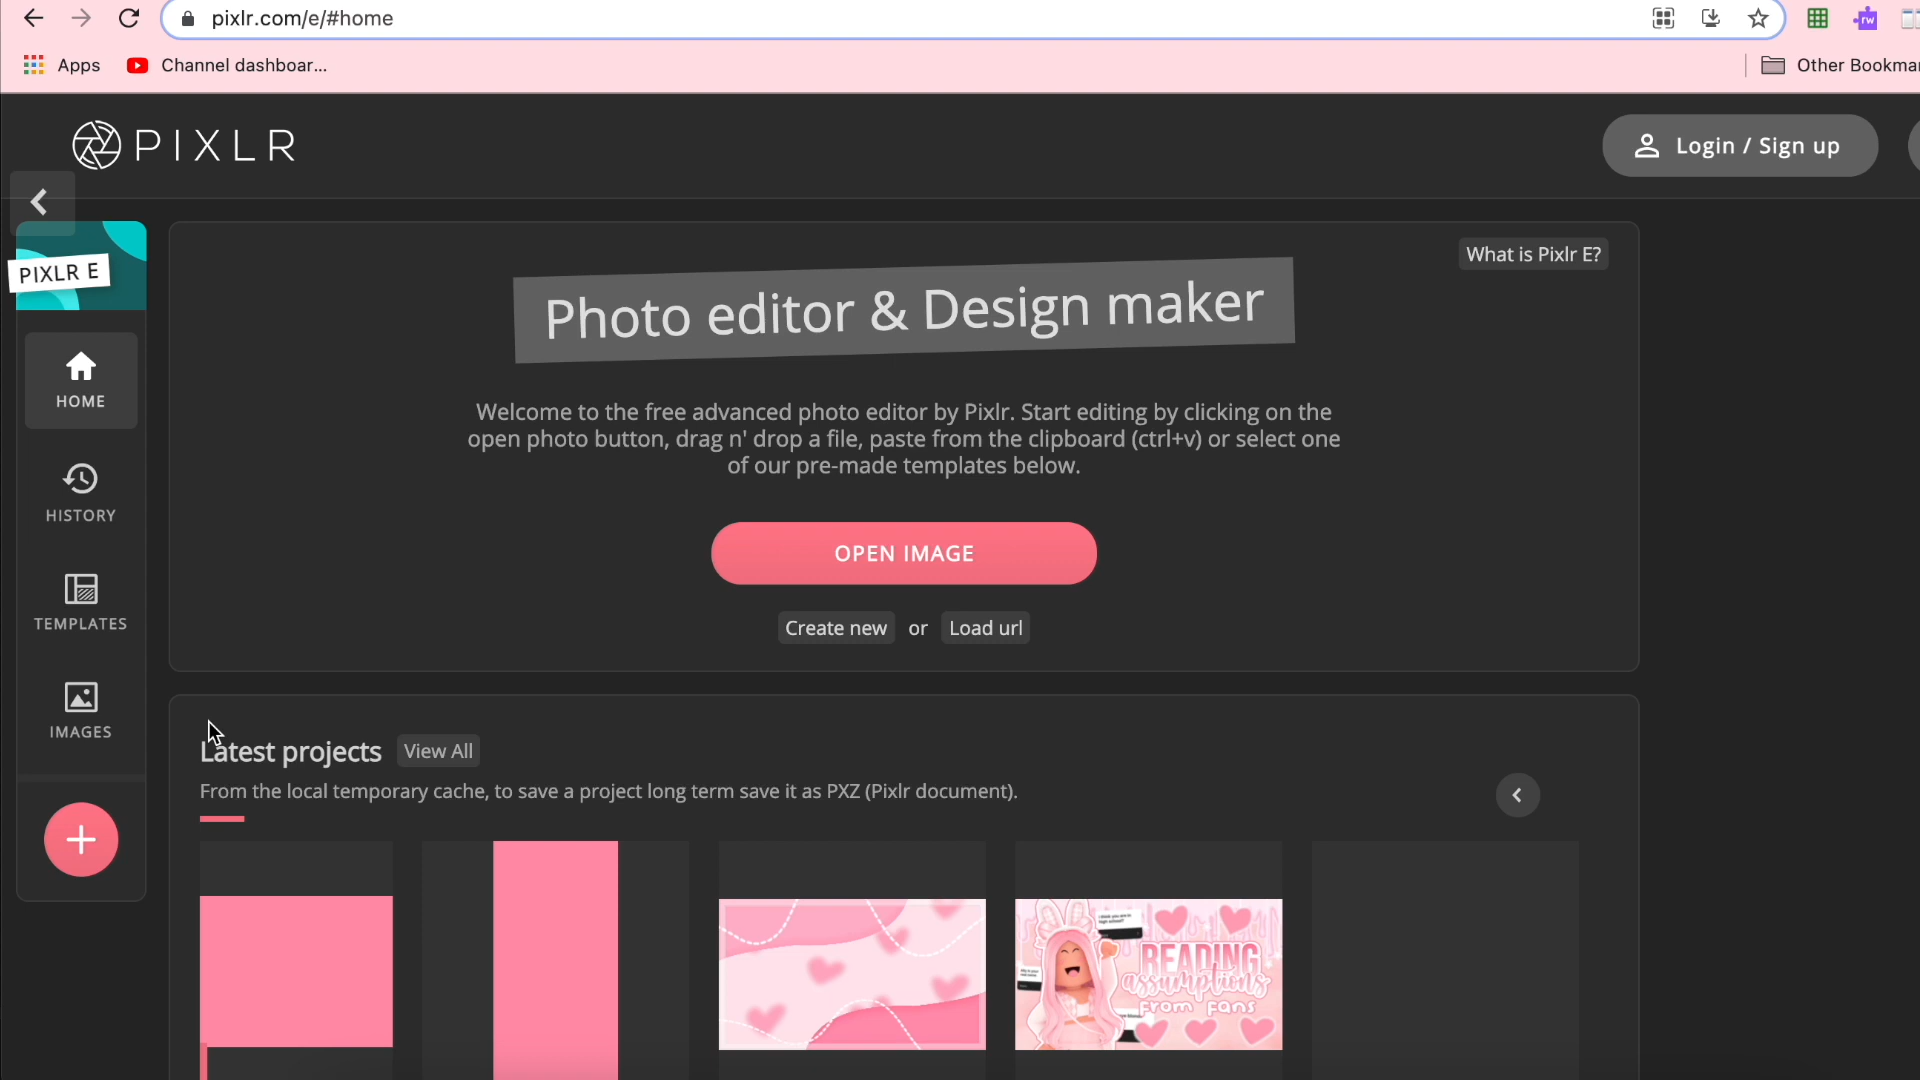 pixlr.com/e/#home
rw
Apps
Channel dashboar...
Other Bookma
PIXLR
Login / Sign up
PIXLR E
What is Pixlr E?
Photo editor & Design maker
HOME
Welcome to the free advanced photo editor by Pixlr. Start editing by clicking on the
open photo button, drag n' drop a file, paste from the clipboard (ctrl+v) or select one
of our pre-made templates below.
HISTORY
OPEN IMAGE
TEMPLATES
Create new or Load url
IMAGES
Latest projects View All
From the local temporary cache, to save a project long term save it as PXZ (Pixlr document).
READING
assumptions
from fans